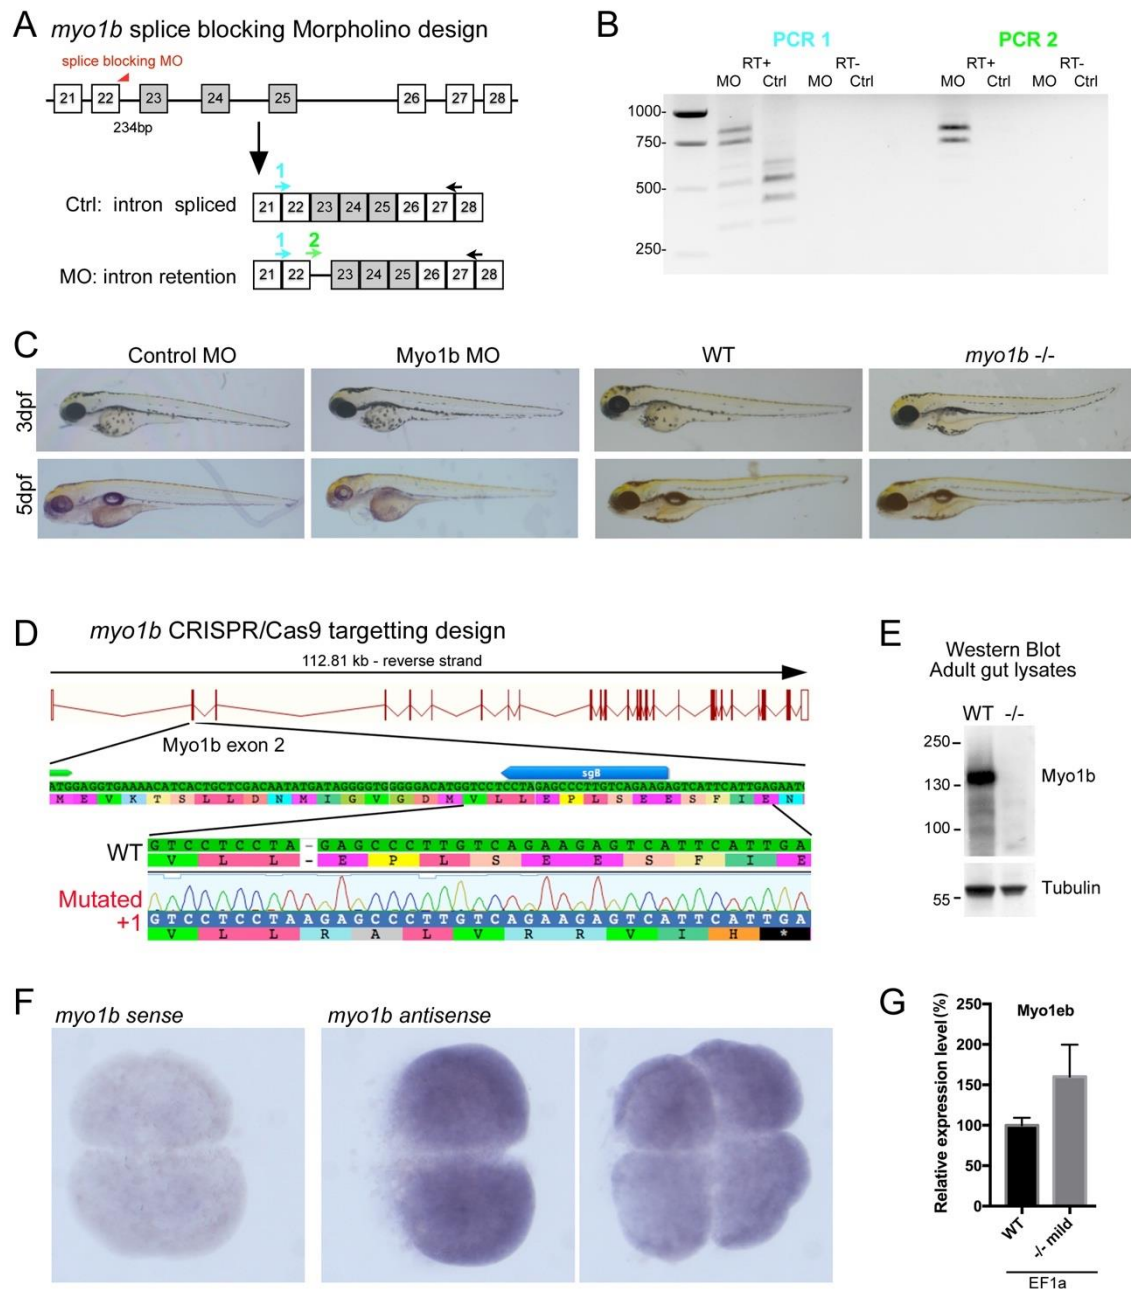 A myo1b splice blocking Morpholino design
splice blocking MO
21 22 23 24 25 26 27 28
234bp
1
Ctrl: intron spliced 21 22 23 24 25 26 27 28
1 2
MO: intron retention 21 22 23 24 25 26 27 28
B
PCR 1 PCR 2
RT+ RT- RT+ RT-
MO Ctrl MO Ctrl MO Ctrl MO Ctrl
1000-
750-
500-
250-
C
Control MO Myo1b MO WT myo1b -/-
3dpf
5dpf
D myo1b CRISPR/Cas9 targetting design
112.81 kb - reverse strand
Myo1b exon 2
sgB
M E V K T S L L D N M I G V G D M V L L E P L S E E S F I E N
WT
GTCCTCCTA-GAGCCCTTGTCAGAAGAGTCATTCATTGA
V L L - E P L S E E S F I E
Mutated
+1
GTCCTCCTAAGAGCCCTTGTCAGAAGAGTCATTCATTGA
V L L R A L V R R V I H *
E
Western Blot
Adult gut lysates
WT -/-
250-
130- Myo1b
100-
55- Tubulin
F
myo1b sense myo1b antisense
G
Myo1eb
Relative expression level (%)
250
200
150
100
50
0
WT -/- mild
EF1a